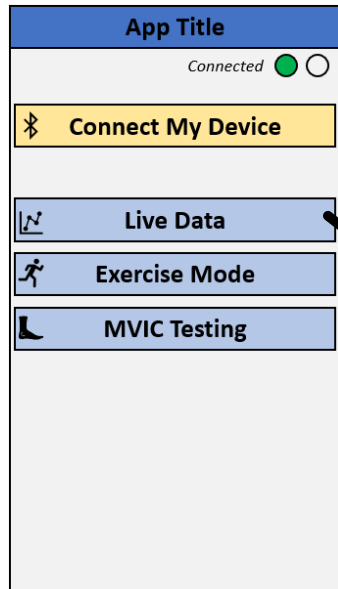 App Title
Connected
Connect My Device
Live Data
Exercise Mode
MVIC Testing